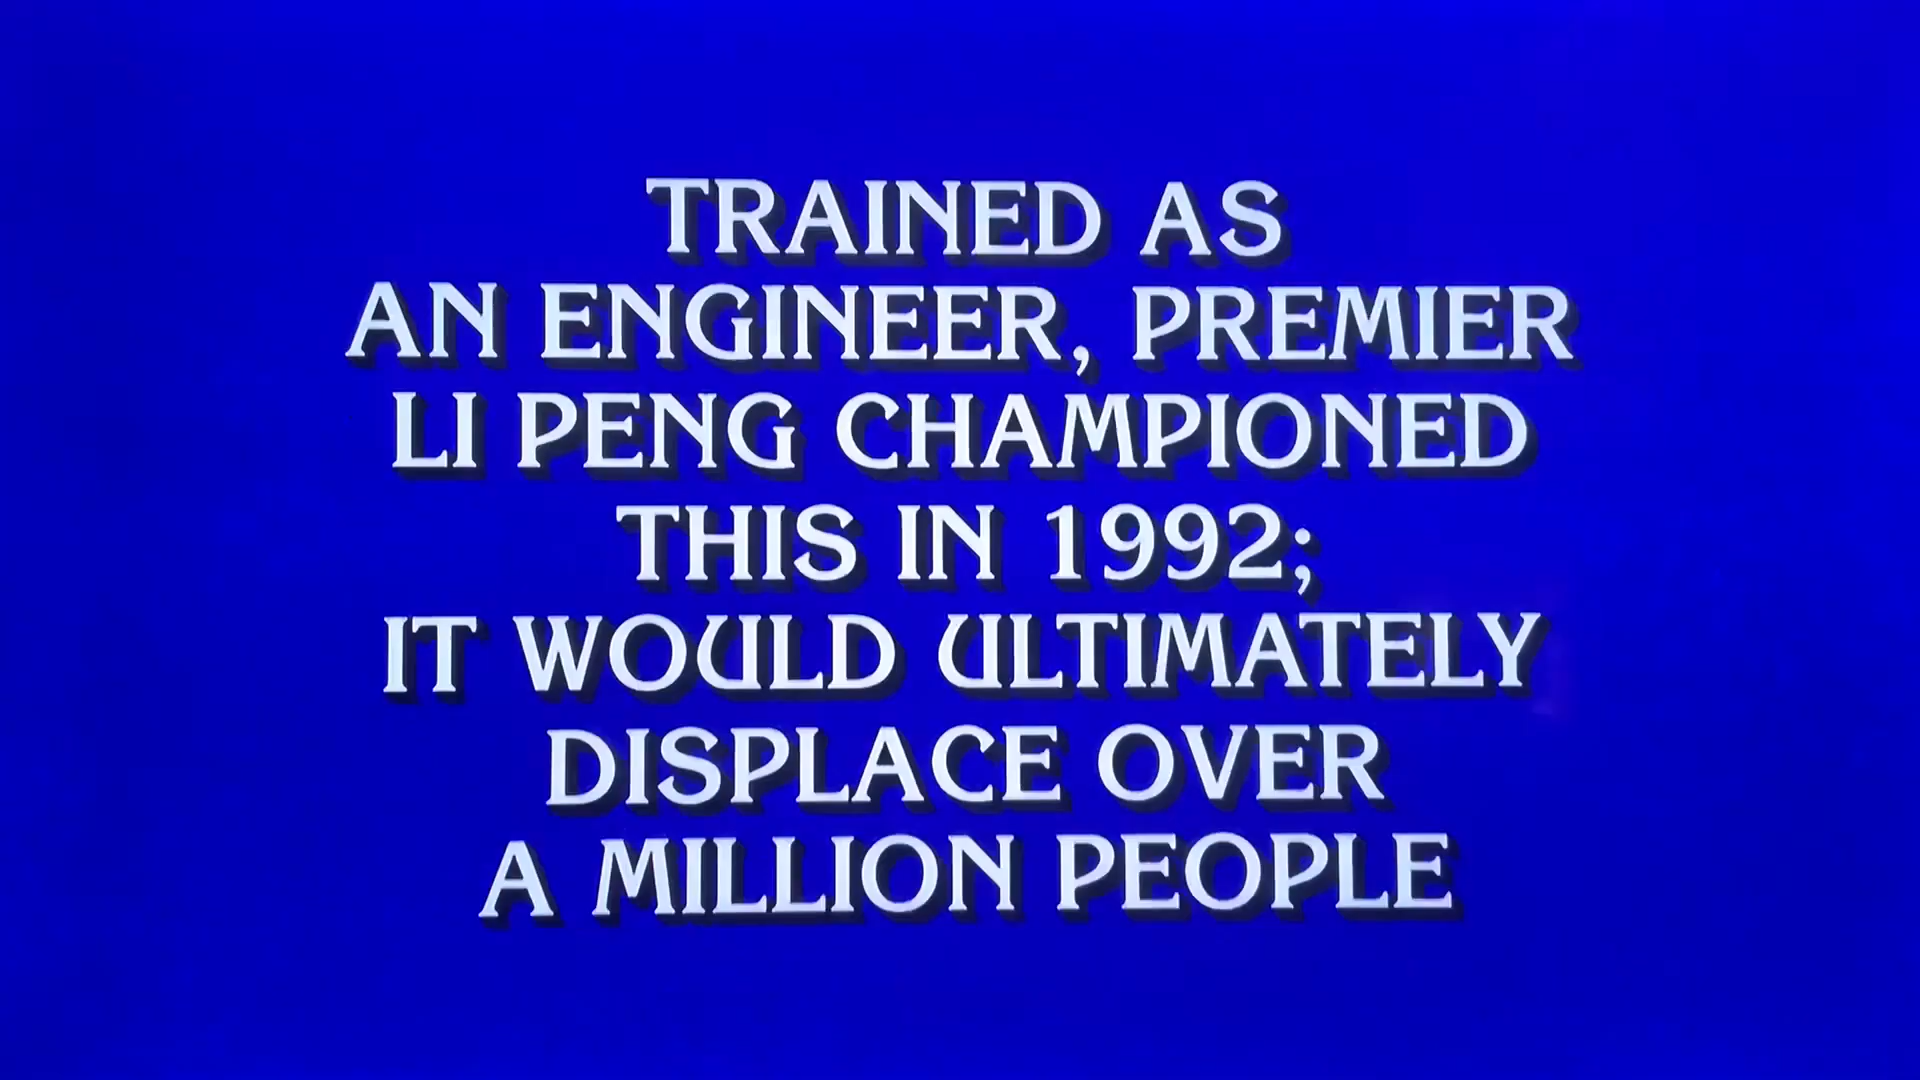 TRAINED AS
AN ENGINEER, PREMIER
LI PENG CHAMPIONED
THIS IN 1992;
IT WOULD ULTIMATELY
DISPLACE OVER
A MILLION PEOPLE